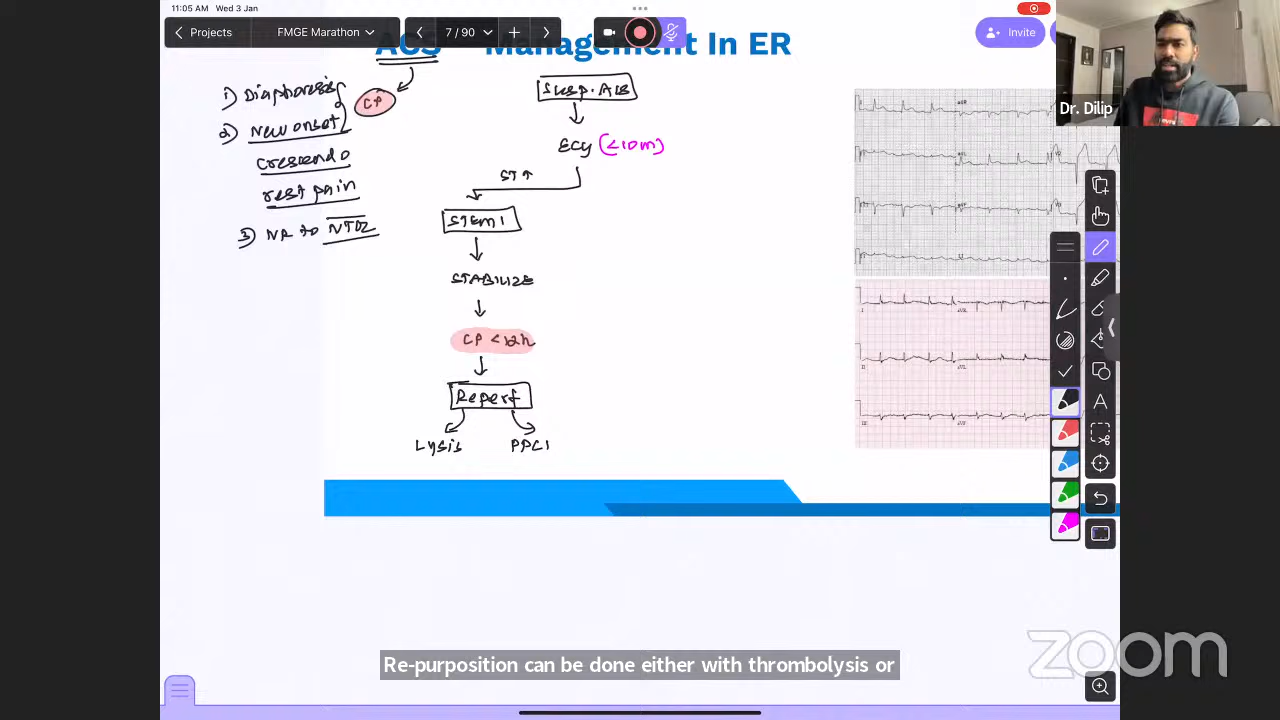 11:05 AM Wed 3 Jan
Projects
FMGE Marathon
7 / 90
Invite
ACS - Management In ER
1) Diaphoresis
2) New onset
crescendo
rest pain
3) NR to NTG
CP
Susp. ACS
ECG (<10m)
ST↑
STEMI
STABILIZE
CP <12h
Reperf
Lysis
PPCI
Dr. Dilip
A
Re-purposition can be done either with thrombolysis or
zoom